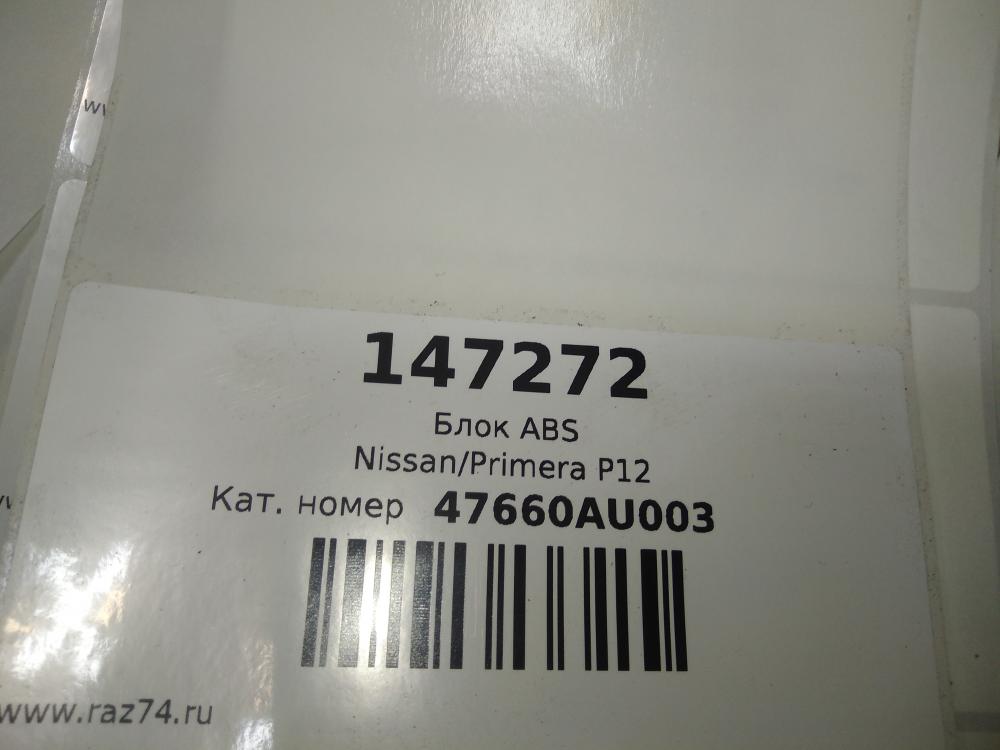 147272
Блок ABS
Nissan/Primera P12
Кат. номер 47660AU003
www.raz74.ru